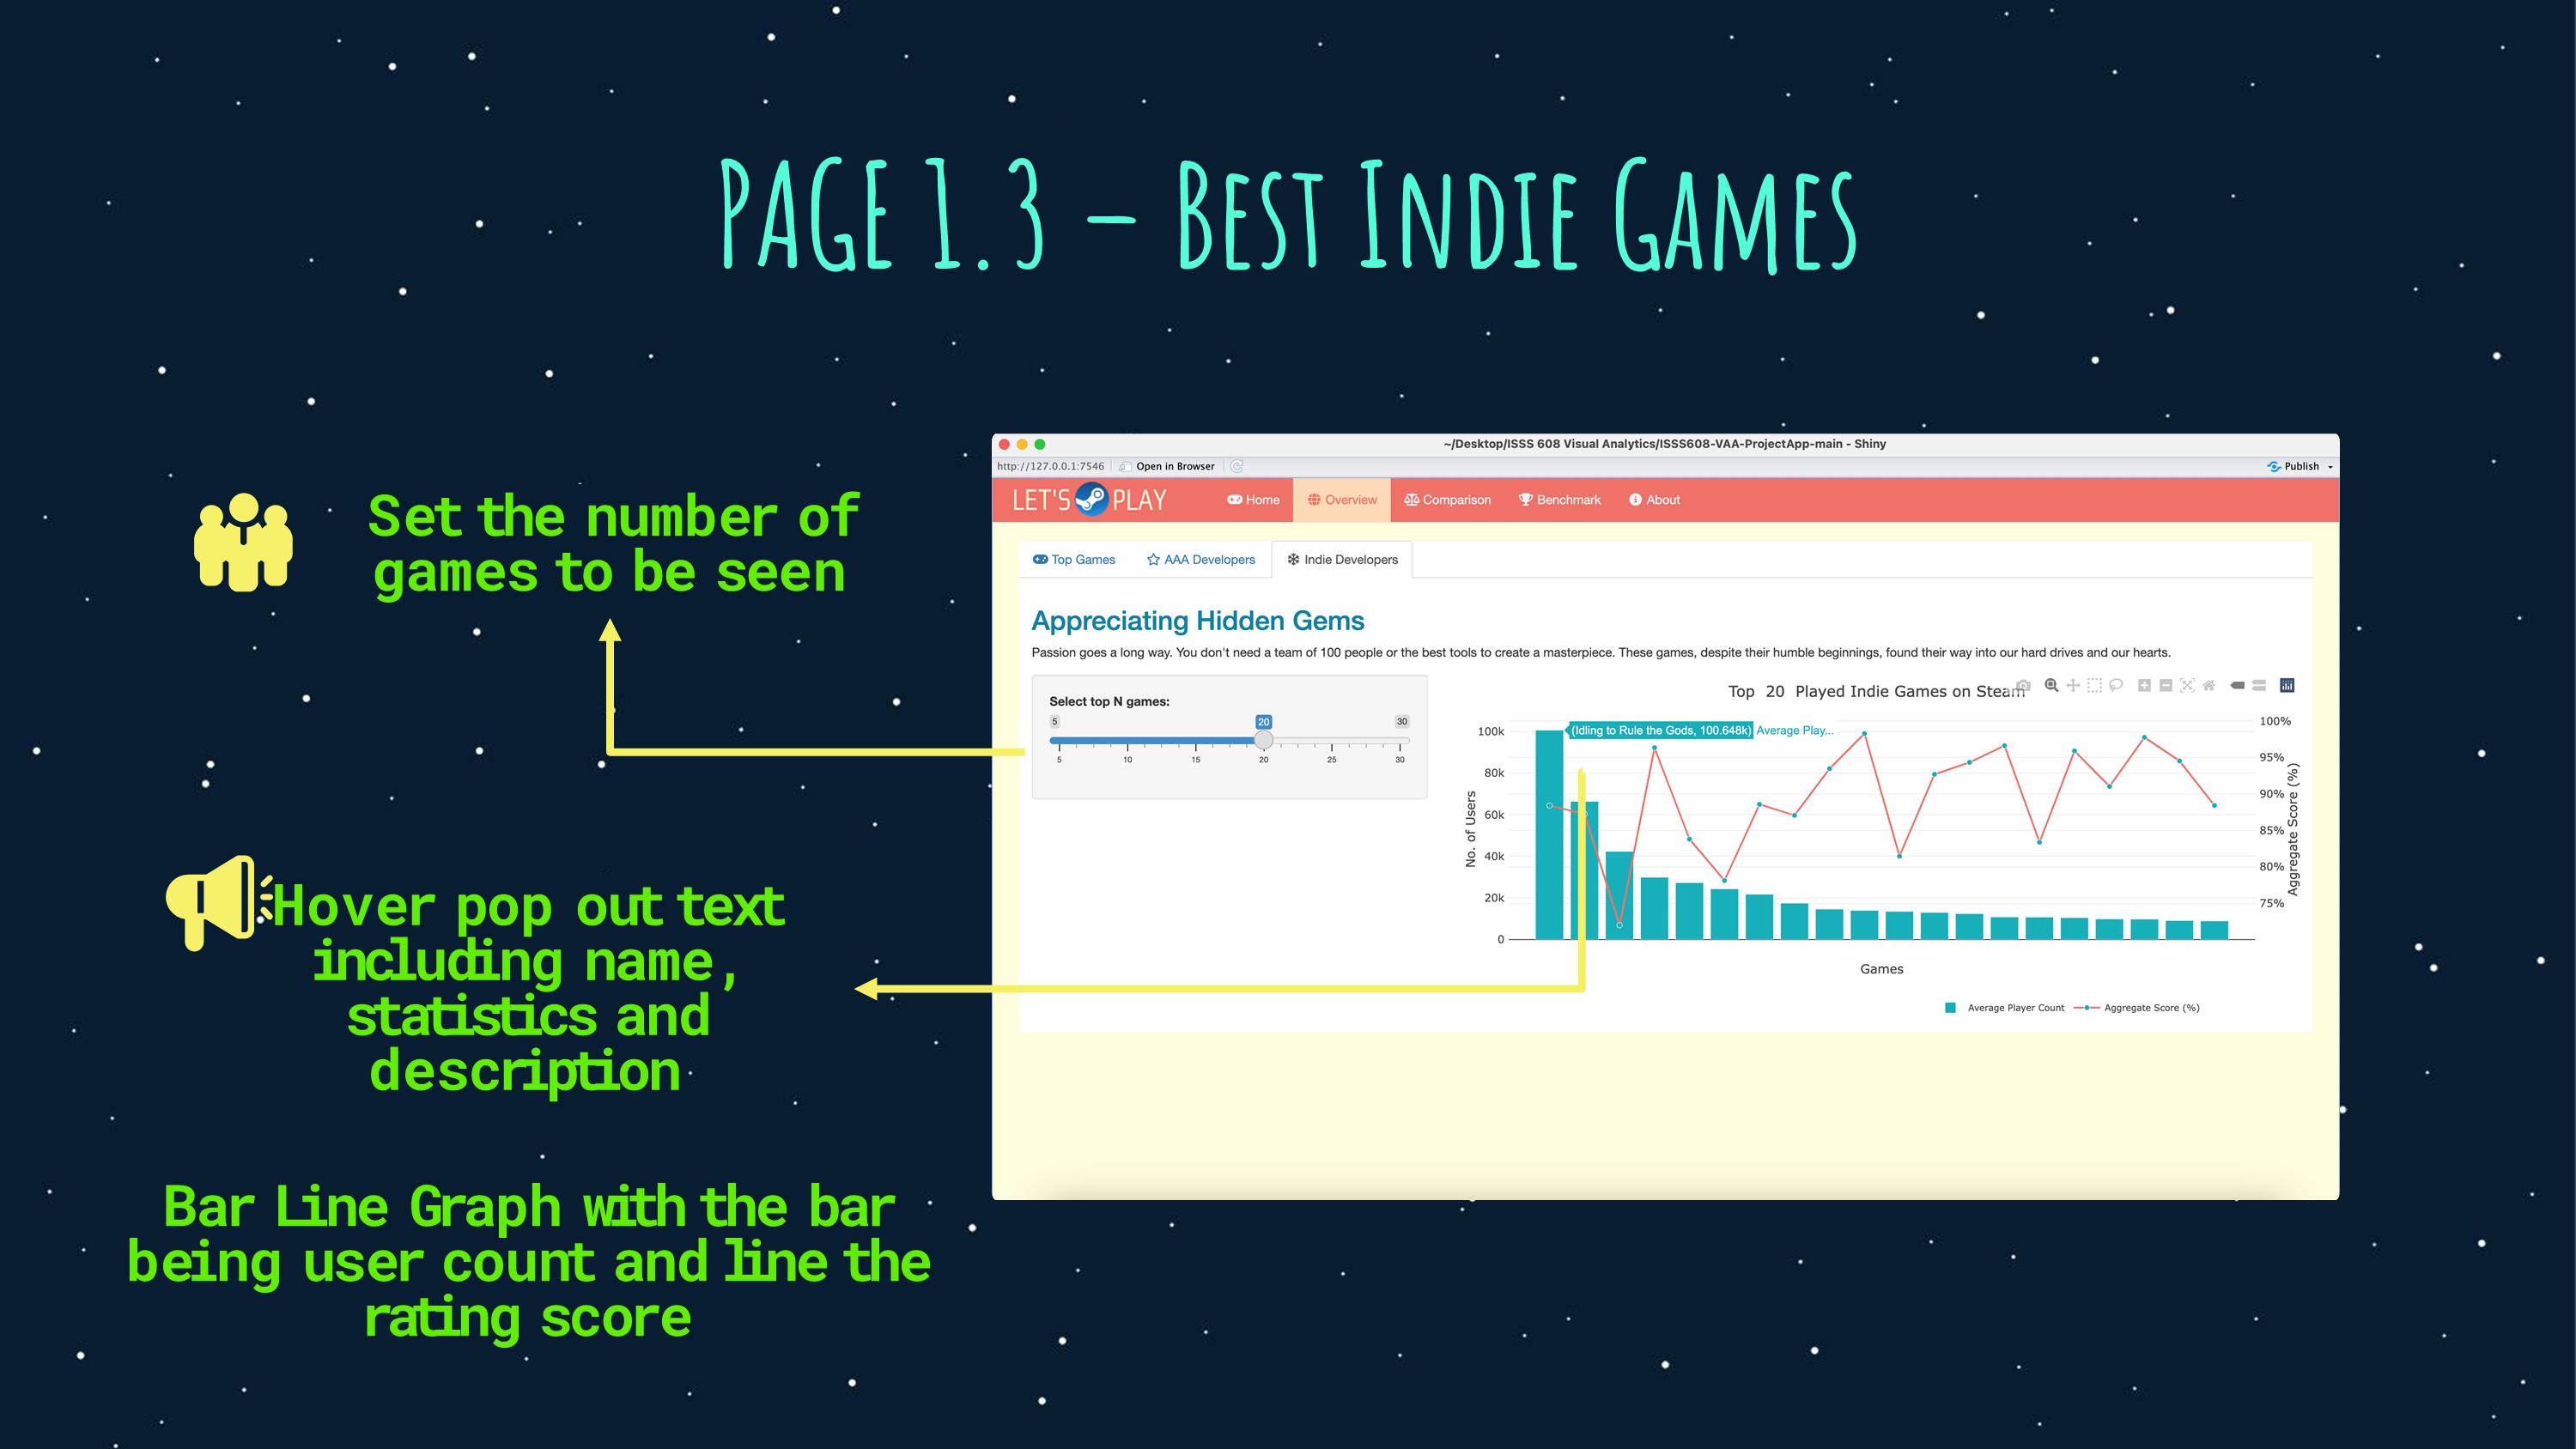 PAGE 1.3 – Best Indie Games
Set the number of
games to be seen
Hover pop out text
including name,
statistics and
description
Bar Line Graph with the bar
being user count and line the
rating score
~/Desktop/ISSS 608 Visual Analytics/ISSS608-VAA-ProjectApp-main - Shiny
http://127.0.0.1:7546 Open in Browser Publish
LET'S PLAY Home Overview Comparison Benchmark About
Top Games AAA Developers Indie Developers
Appreciating Hidden Gems
Passion goes a long way. You don't need a team of 100 people or the best tools to create a masterpiece. These games, despite their humble beginnings, found their way into our hard drives and our hearts.
Select top N games:
5 20 30
5 10 15 20 25 30
Top 20 Played Indie Games on Steam
(Idling to Rule the Gods, 100.648k) Average Play...
No. of Users
100k
80k
60k
40k
20k
0
100%
95%
90%
85%
80%
75%
Aggregate Score (%)
Games
Average Player Count Aggregate Score (%)